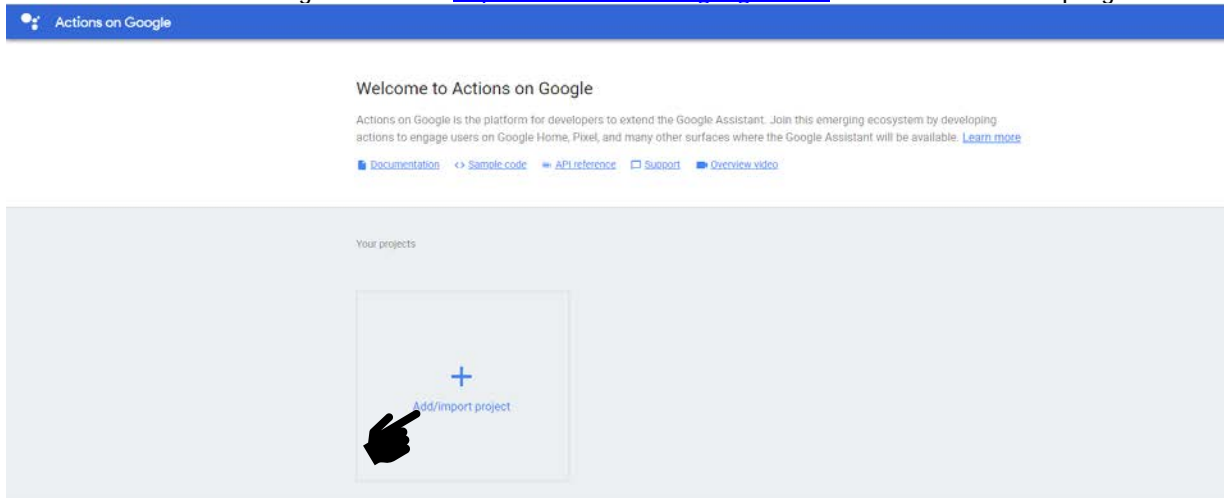 Actions on Google
Welcome to Actions on Google
Actions on Google is the platform for developers to extend the Google Assistant. Join this emerging ecosystem by developing
actions to engage users on Google Home, Pixel, and many other surfaces where the Google Assistant will be available. Learn more
Documentation <> Sample code API reference Support Overview video
Your projects
+
Add/import project